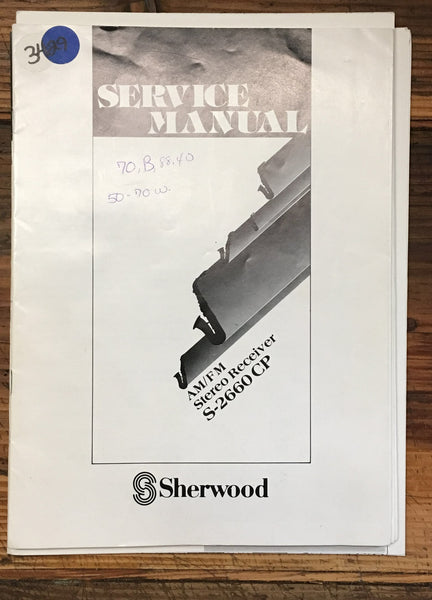 3429
SERVICE
MANUAL
70, B, 88, 40
50-70 w.
AM/FM
Stereo Receiver
S-2660 CP
Sherwood